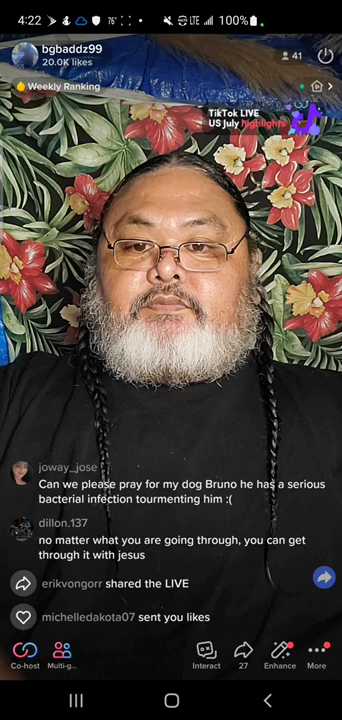 4:22 76° LTE 100%
bgbaddz99
20.0K likes
41
Weekly Ranking
TikTok LIVE
US July Highlights
joway_jose
Can we please pray for my dog Bruno he has a serious
bacterial infection tourmenting him :(
dillon.137
no matter what you are going through, you can get
through it with jesus
erikvongorr shared the LIVE
michelledakota07 sent you likes
Co-host
Multi-g...
Interact
27
Enhance
More